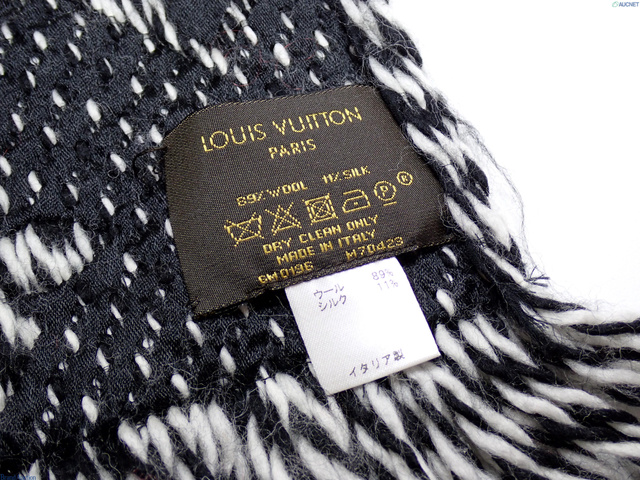 AUCNET
LOUIS VUITTON
PARIS
89% WOOL 11% SILK
P R
DRY CLEAN ONLY
MADE IN ITALY
GW0196 M70423
ウール 89%
シルク 11%
イタリア製